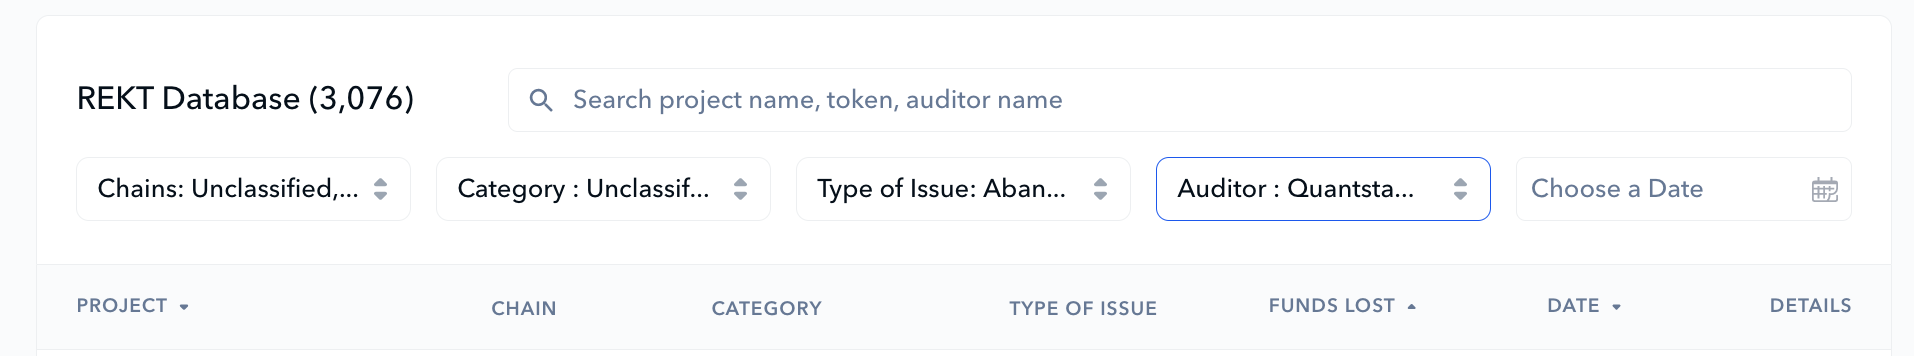 REKT Database (3,076)
Search project name, token, auditor name
Chains: Unclassified,...
Category : Unclassif...
Type of Issue: Aban...
Auditor : Quantsta...
Choose a Date
PROJECT
CHAIN
CATEGORY
TYPE OF ISSUE
FUNDS LOST
DATE
DETAILS